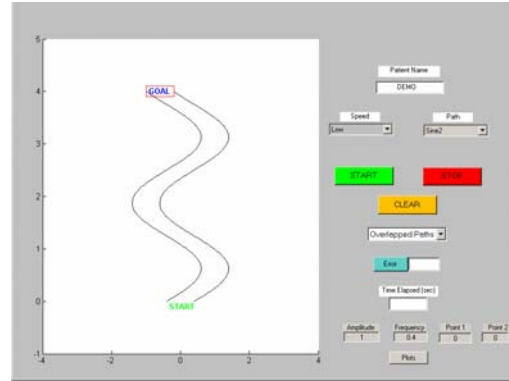 5
4
3
2
1
0
-1
-4
-2
0
2
4
GOAL
START
Patient Name
DEMO
Speed
Path
Low
Sine2
START
STOP
CLEAR
Overlapped Paths
Error
Time Elapsed (sec)
Amplitude
Frequency
Point 1
Point 2
1
0.4
0
0
Plots